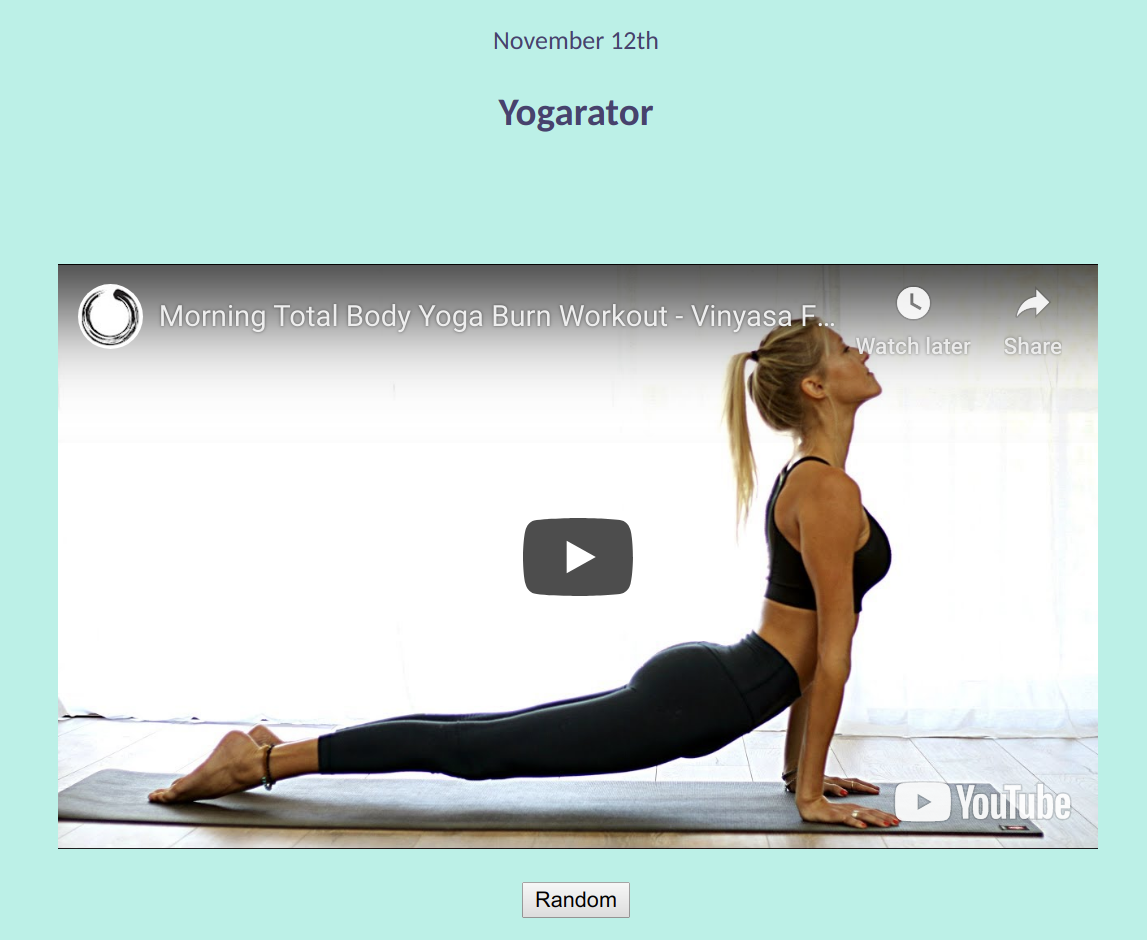 November 12th
Yogarator
Morning Total Body Yoga Burn Workout - Vinyasa F...
Watch later
Share
YouTube
Random